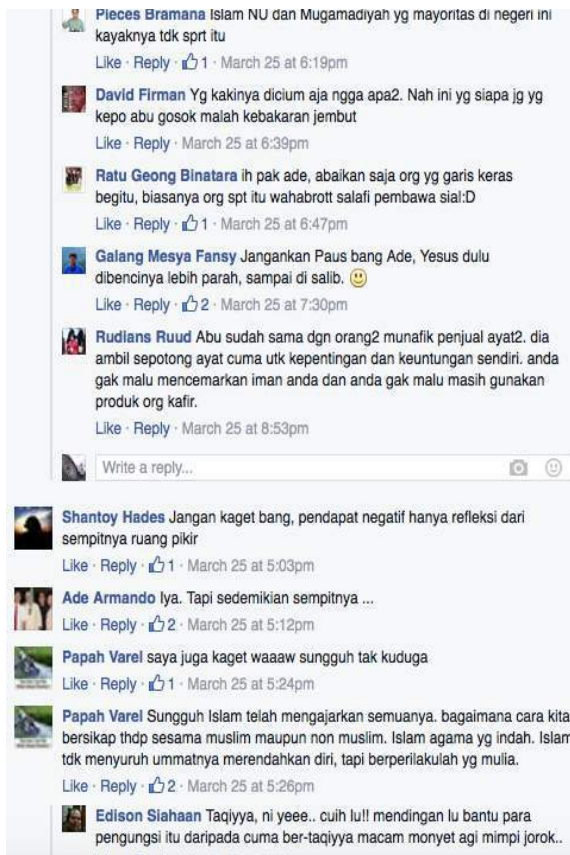 Pieces Bramana Islam NU dan Mugamadiyah yg mayoritas di negeri ini
kayaknya tdk sprt itu
Like · Reply · 1 · March 25 at 6:19pm
David Firman Yg kakinya dicium aja ngga apa2. Nah ini yg siapa jg yg
kepo abu gosok malah kebakaran jembut
Like · Reply · March 25 at 6:39pm
Ratu Geong Binatara ih pak ade, abaikan saja org yg garis keras
begitu, biasanya org spt itu wahabrott salafi pembawa sial:D
Like · Reply · 1 · March 25 at 6:47pm
Galang Mesya Fansy Jangankan Paus bang Ade, Yesus dulu
dibencinya lebih parah, sampai di salib. 🙂
Like · Reply · 2 · March 25 at 7:30pm
Rudians Ruud Abu sudah sama dgn orang2 munafik penjual ayat2. dia
ambil sepotong ayat cuma utk kepentingan dan keuntungan sendiri. anda
gak malu mencemarkan iman anda dan anda gak malu masih gunakan
produk org kafir.
Like · Reply · March 25 at 8:53pm
Write a reply...
Shantoy Hades Jangan kaget bang, pendapat negatif hanya refleksi dari
sempitnya ruang pikir
Like · Reply · 1 · March 25 at 5:03pm
Ade Armando Iya. Tapi sedemikian sempitnya ...
Like · Reply · 2 · March 25 at 5:12pm
Papah Varel saya juga kaget waaaw sungguh tak kuduga
Like · Reply · 1 · March 25 at 5:24pm
Papah Varel Sungguh Islam telah mengajarkan semuanya. bagaimana cara kita
bersikap thdp sesama muslim maupun non muslim. Islam agama yg indah. Islam
tdk menyuruh ummatnya merendahkan diri, tapi berperilakulah yg mulia.
Like · Reply · 2 · March 25 at 5:26pm
Edison Siahaan Taqiyya, ni yeee.. cuih lu!! mendingan lu bantu para
pengungsi itu daripada cuma ber-taqiyya macam monyet agi mimpi jorok..